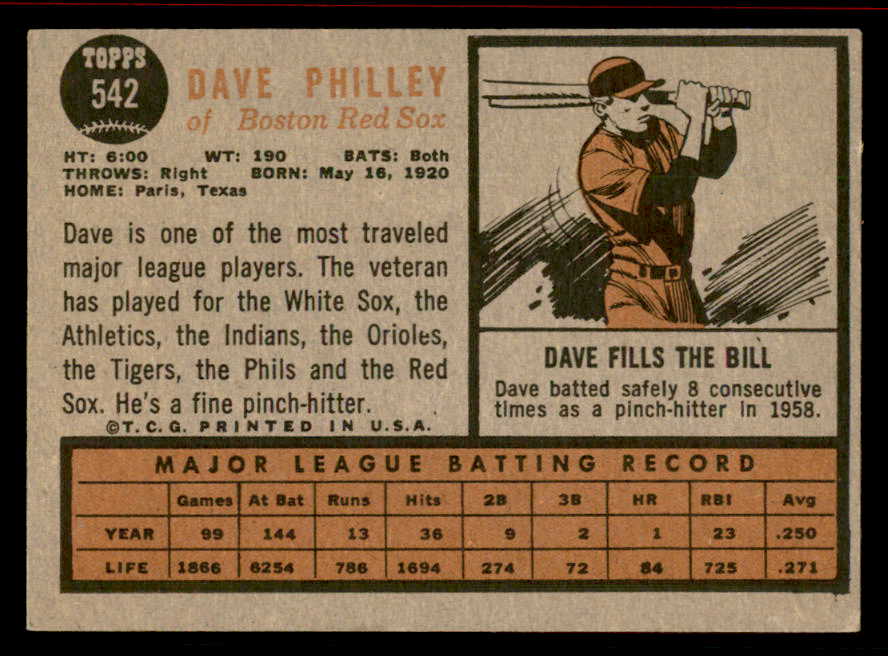 TOPPS
542
DAVE PHILLEY
of Boston Red Sox
HT: 6:00 WT: 190 BATS: Both
THROWS: Right BORN: May 16, 1920
HOME: Paris, Texas
Dave is one of the most traveled
major league players. The veteran
has played for the White Sox, the
Athletics, the Indians, the Orioles,
the Tigers, the Phils and the Red
Sox. He's a fine pinch-hitter.
©T.C.G. PRINTED IN U.S.A.
DAVE FILLS THE BILL
Dave batted safely 8 consecutive
times as a pinch-hitter in 1958.
MAJOR LEAGUE BATTING RECORD
Games At Bat Runs Hits 2B 3B HR RBI Avg
YEAR 99 144 13 36 9 2 1 23 .250
LIFE 1866 6254 786 1694 274 72 84 725 .271